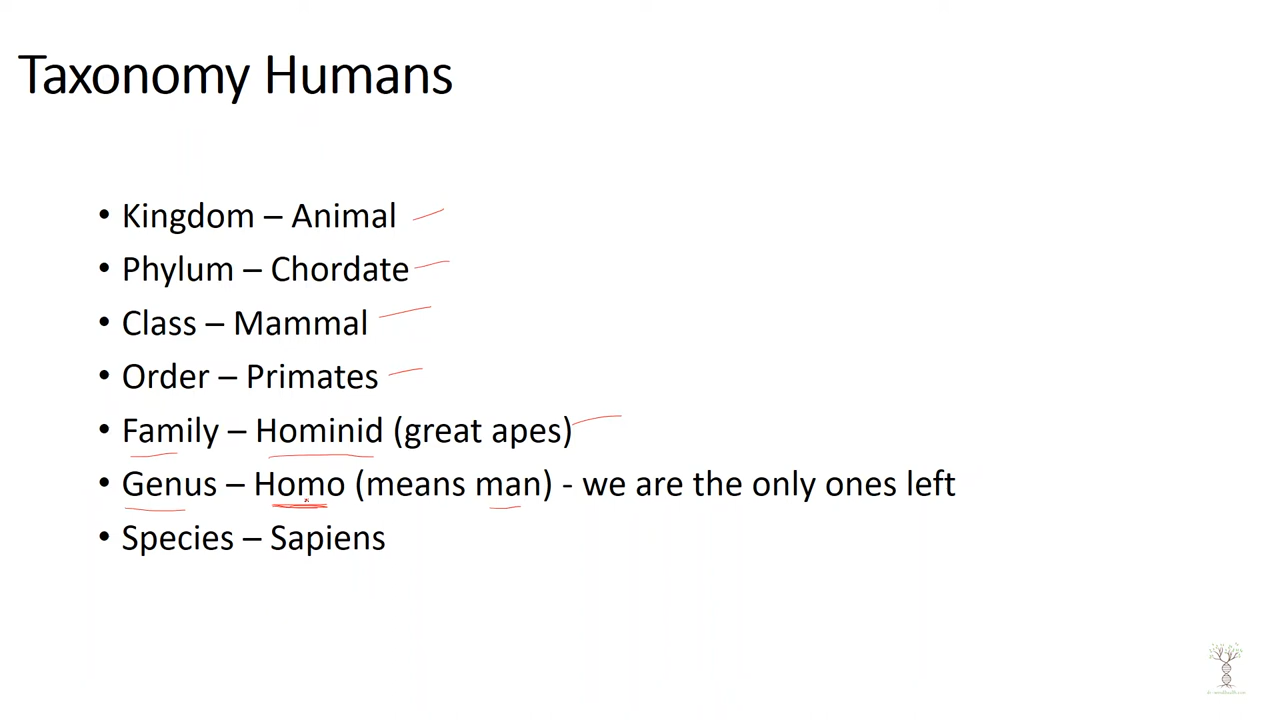 Taxonomy Humans
• Kingdom – Animal
• Phylum – Chordate
• Class – Mammal
• Order – Primates
• Family – Hominid (great apes)
• Genus – Homo (means man) - we are the only ones left
• Species – Sapiens